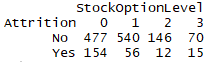 StockOptionLevel
Attrition 0 1 2 3
No 477 540 146 70
Yes 154 56 12 15